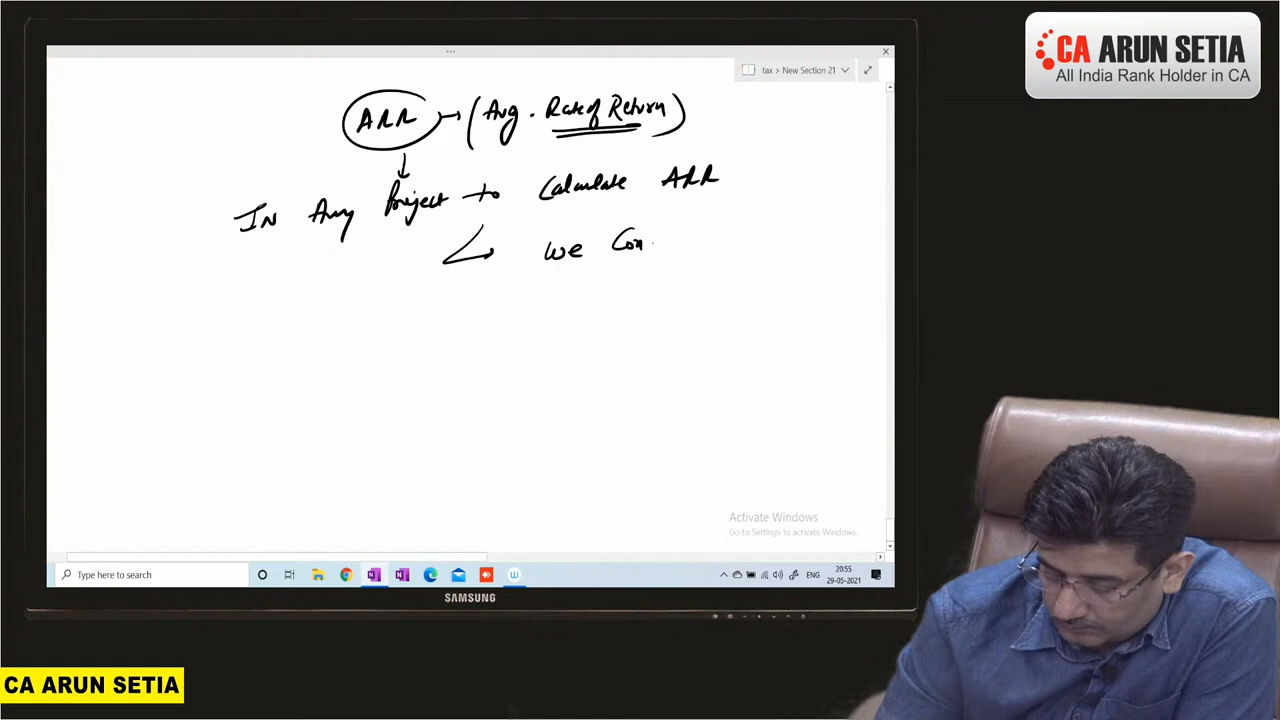 CA ARUN SETIA
All India Rank Holder in CA
tax > New Section 21
ARR → (Avg. Rate of Return)
In Any Project to Calculate ARR
we Con
Activate Windows
Go to Settings to activate Windows.
Type here to search
ENG
20:55
29-05-2021
SAMSUNG
CA ARUN SETIA